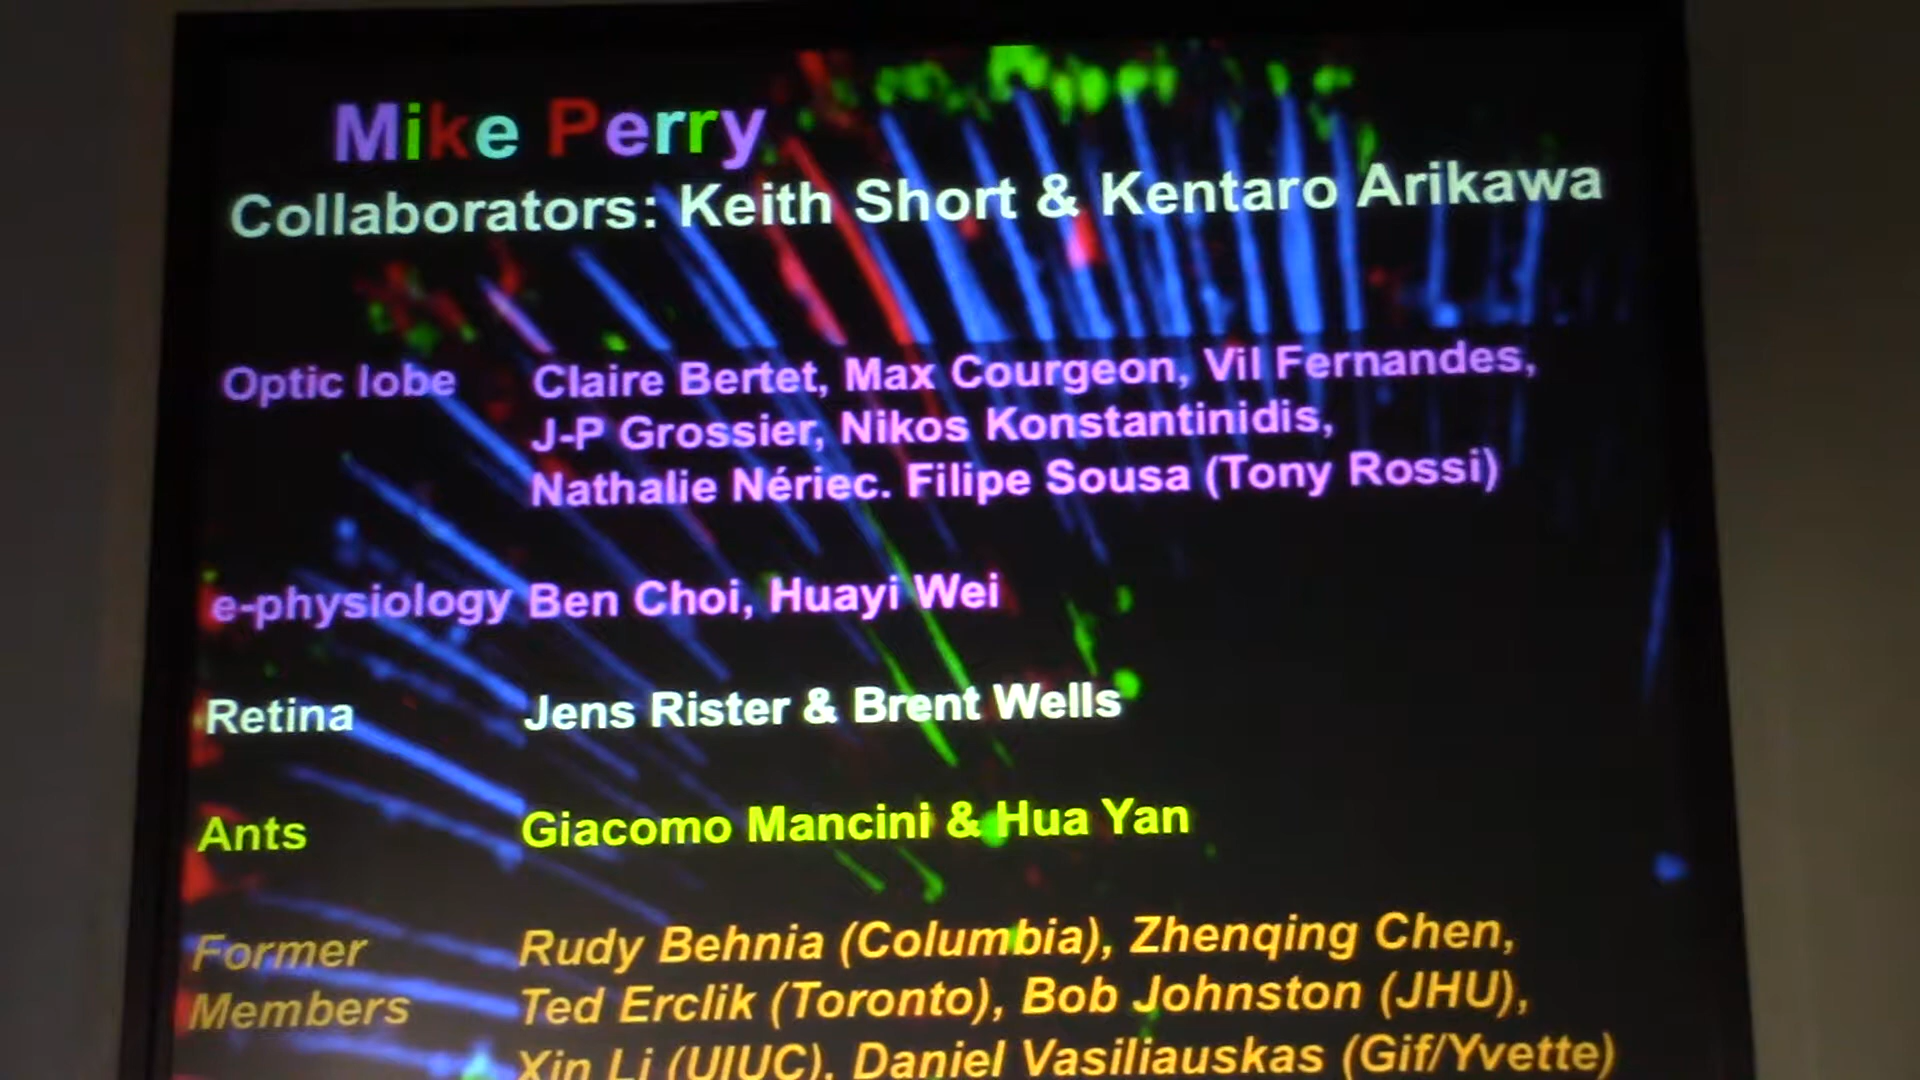 Mike Perry
Collaborators: Keith Short & Kentaro Arikawa
Optic lobe Claire Bertet, Max Courgeon, Vil Fernandes,
J-P Grossier, Nikos Konstantinidis,
Nathalie Nériec. Filipe Sousa (Tony Rossi)
e-physiology Ben Choi, Huayi Wei
Retina Jens Rister & Brent Wells
Ants Giacomo Mancini & Hua Yan
Former Rudy Behnia (Columbia), Zhenqing Chen,
Members Ted Erclik (Toronto), Bob Johnston (JHU),
Xin Li (UIUC), Daniel Vasiliauskas (Gif/Yvette)